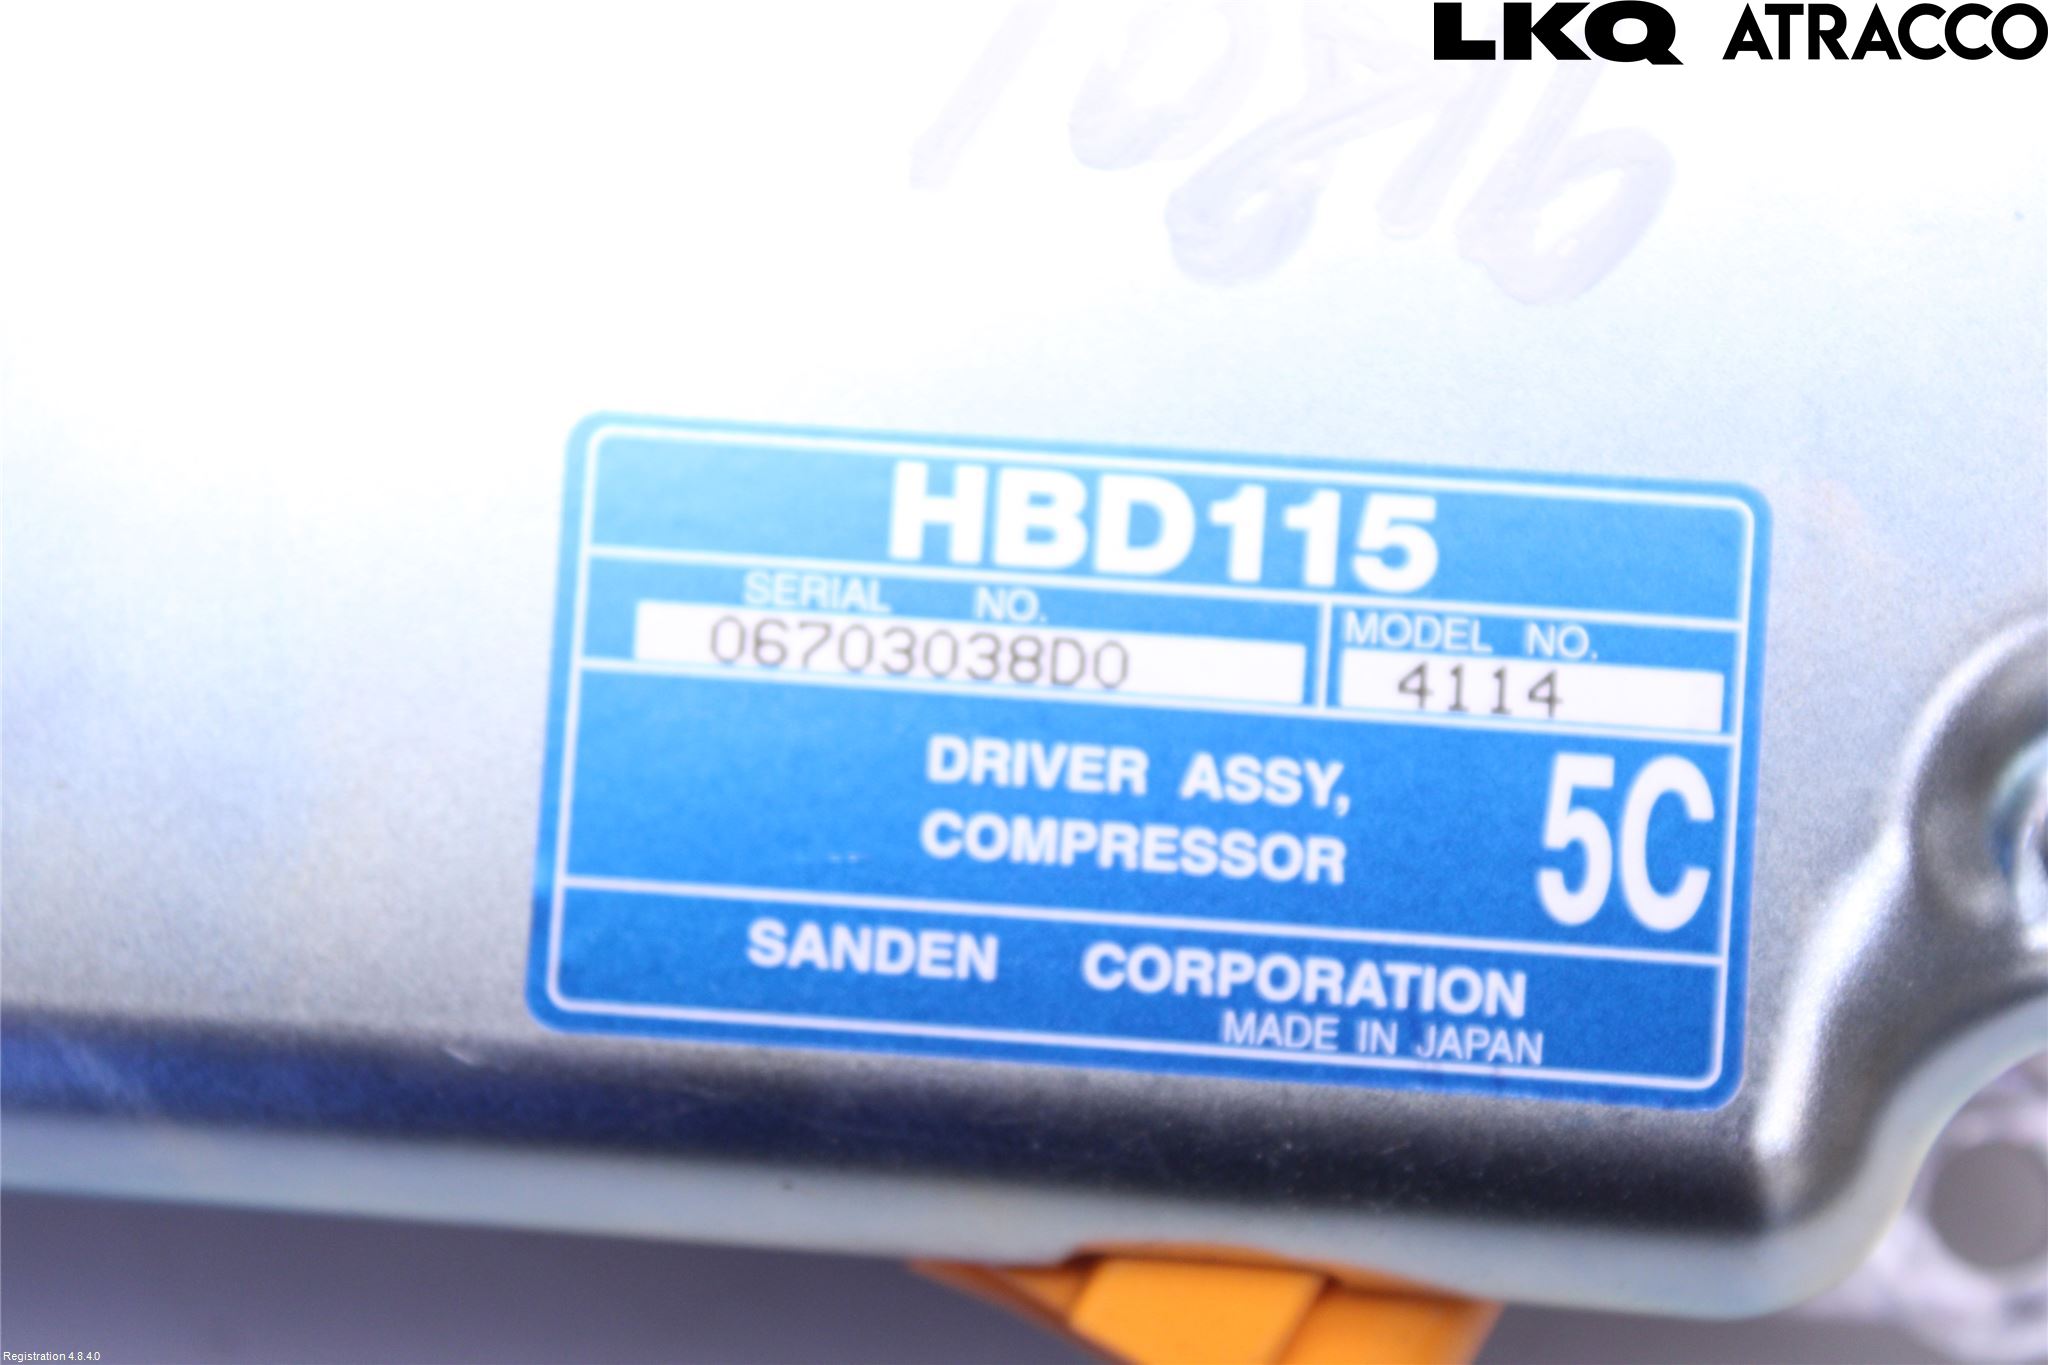 LKQ ATRACCO
HBD115
SERIAL NO.
06703038D0
MODEL NO.
4114
DRIVER ASSY,
COMPRESSOR
5C
SANDEN CORPORATION
MADE IN JAPAN
Registration 4.8.4.0